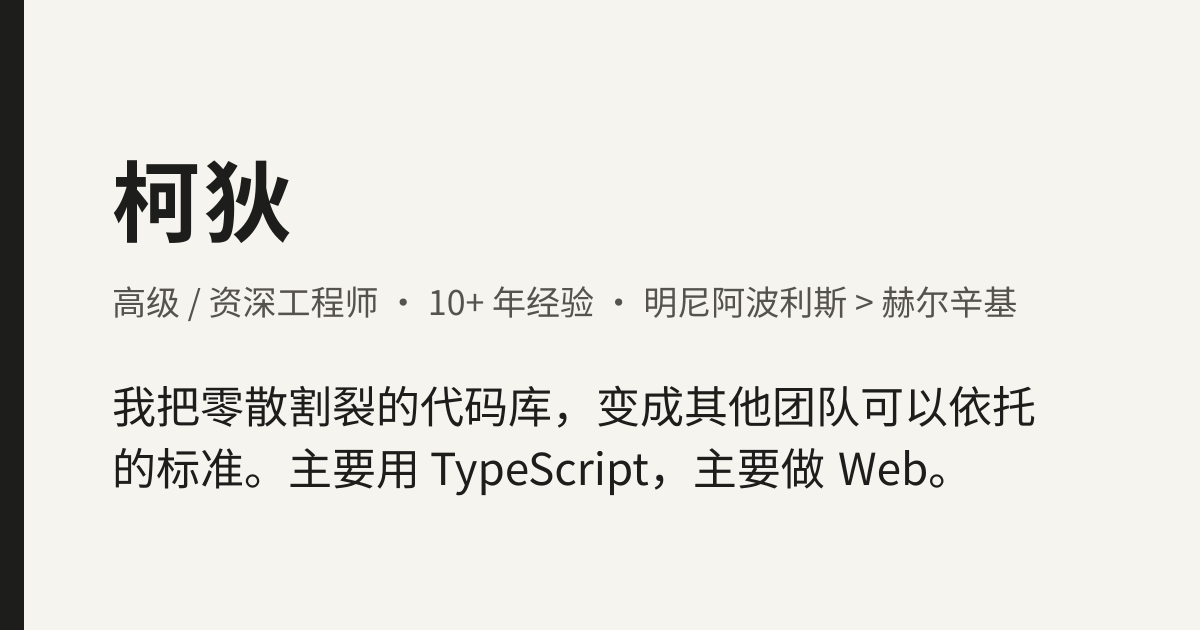 柯狄
高级 / 资深工程师 · 10+ 年经验 · 明尼阿波利斯 > 赫尔辛基
我把零散割裂的代码库，变成其他团队可以依托
的标准。主要用 TypeScript，主要做 Web。